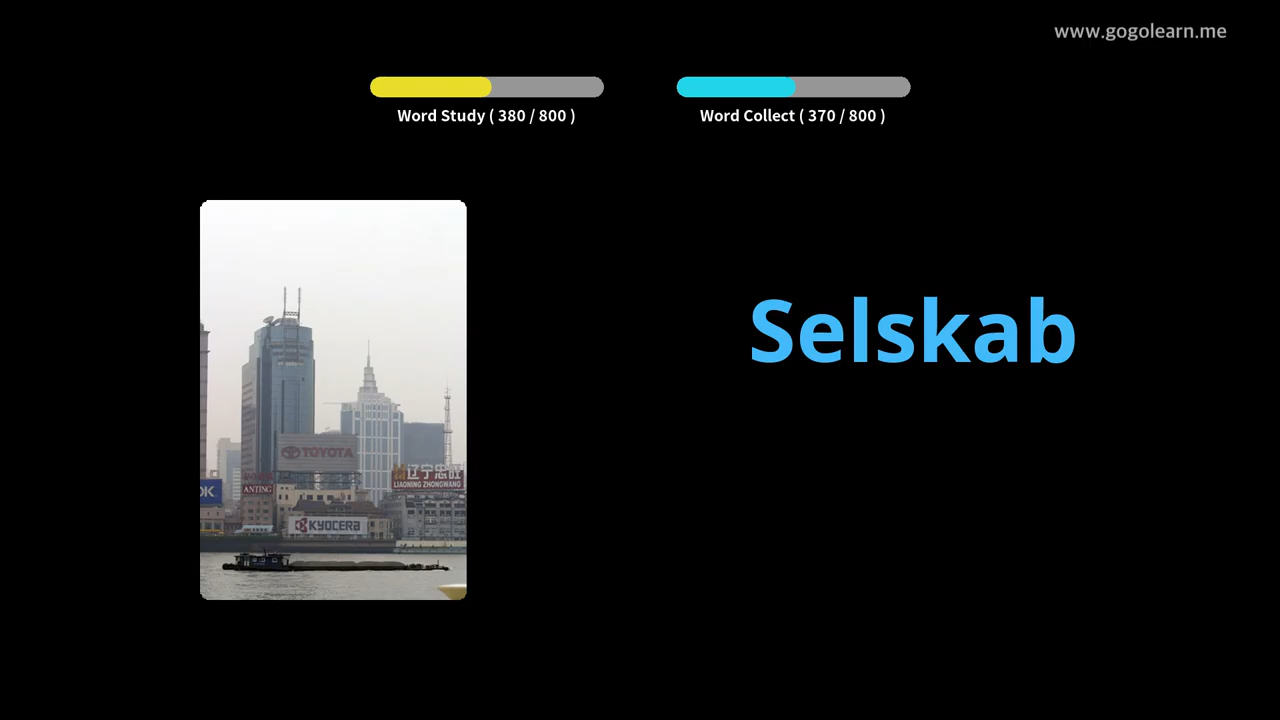 www.gogolearn.me
Word Study ( 380 / 800 )
Word Collect ( 370 / 800 )
Selskab
TOYOTA
辽宁忠旺
LIAONING ZHONGWANG
ANTING
OK
KYOCERA